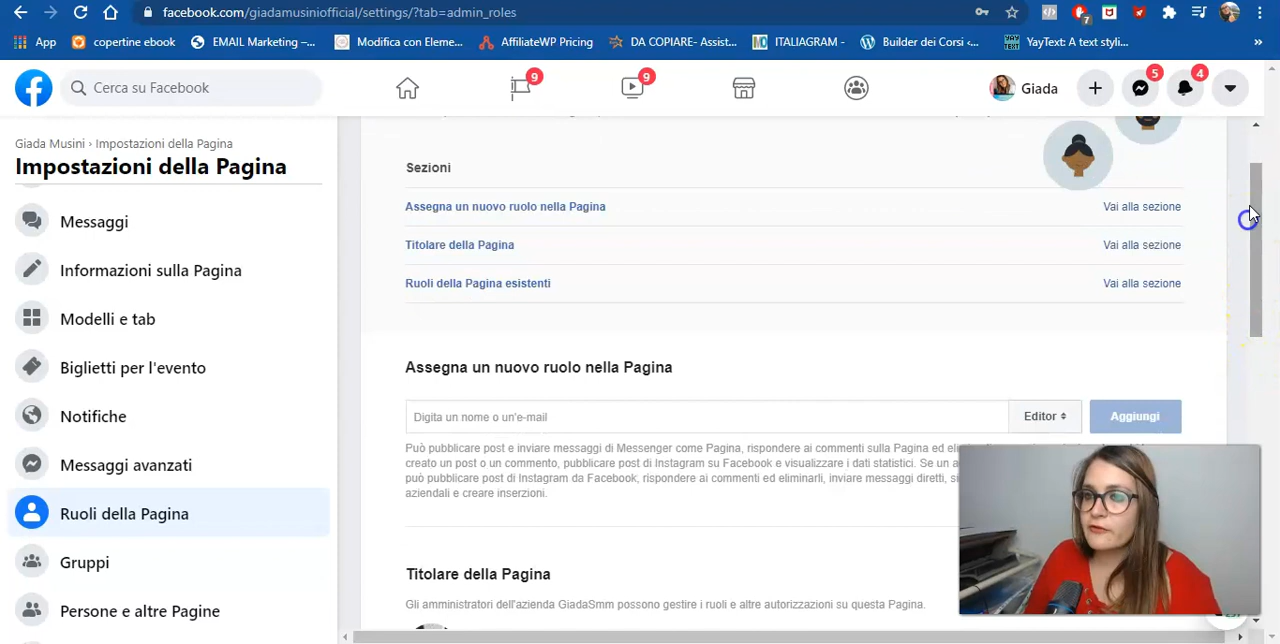 facebook.com/giadamusiniofficial/settings/?tab=admin_roles
7
App copertine ebook EMAIL Marketing –... Modifica con Eleme... AffiliateWP Pricing DA COPIARE- Assist... ITALIAGRAM - Builder dei Corsi <... YayText: A text styli... »
Cerca su Facebook 9 9 Giada 5 4
Giada Musini › Impostazioni della Pagina
Impostazioni della Pagina
Messaggi
Informazioni sulla Pagina
Modelli e tab
Biglietti per l'evento
Notifiche
Messaggi avanzati
Ruoli della Pagina
Gruppi
Persone e altre Pagine
Sezioni
Assegna un nuovo ruolo nella Pagina Vai alla sezione
Titolare della Pagina Vai alla sezione
Ruoli della Pagina esistenti Vai alla sezione
Assegna un nuovo ruolo nella Pagina
Digita un nome o un'e-mail Editor Aggiungi
Può pubblicare post e inviare messaggi di Messenger come Pagina, rispondere ai commenti sulla Pagina ed
creato un post o un commento, pubblicare post di Instagram su Facebook e visualizzare i dati statistici. Se un
può pubblicare post di Instagram da Facebook, rispondere ai commenti ed eliminarli, inviare messaggi diretti,
aziendali e creare inserzioni.
Titolare della Pagina
Gli amministratori dell'azienda GiadaSmm possono gestire i ruoli e altre autorizzazioni su questa Pagina.